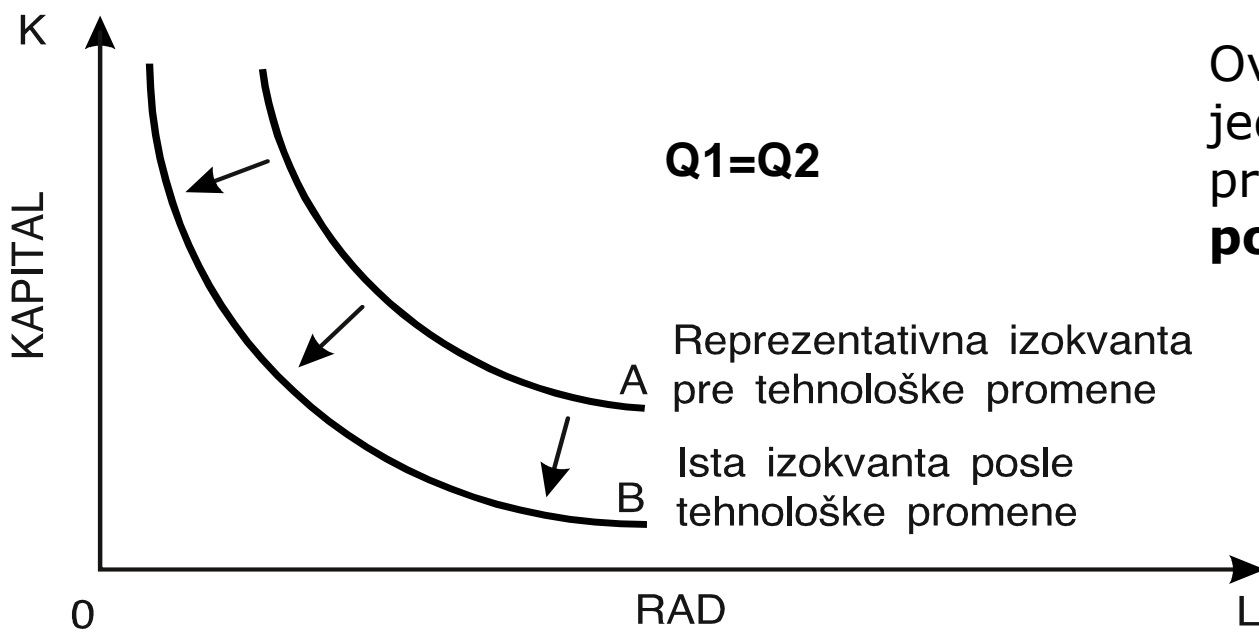 K
KAPITAL
Q1=Q2
A
Reprezentativna izokvanta
pre tehnološke promene
B
Ista izokvanta posle
tehnološke promene
0
RAD
L